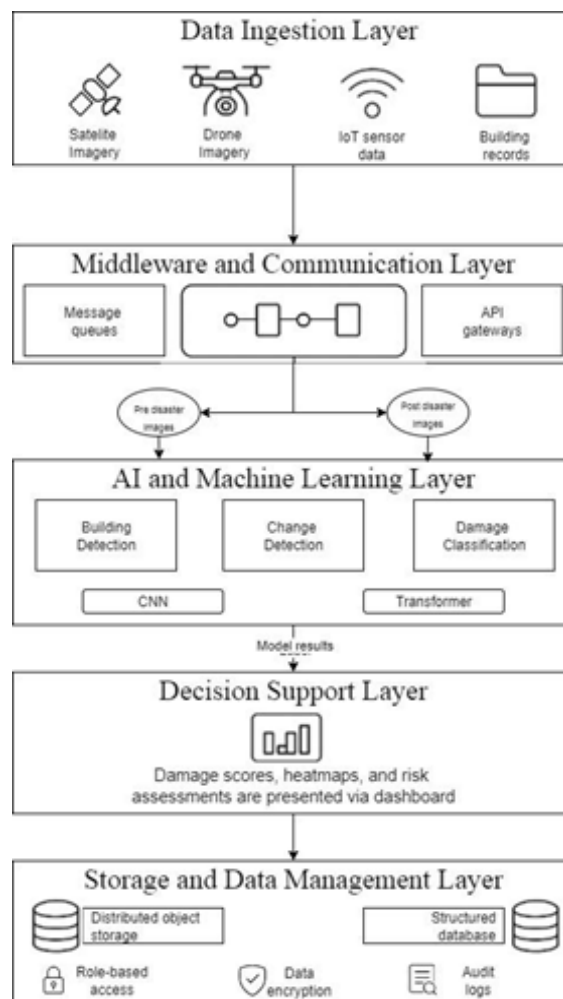 Data Ingestion Layer
Satelite
Imagery
Drone
Imagery
IoT sensor
data
Building
records
Middleware and Communication Layer
Message
queues
API
gateways
Pre disaster
images
Post disaster
images
AI and Machine Learning Layer
Building
Detection
Change
Detection
Damage
Classification
CNN
Transformer
Model results
Decision Support Layer
Damage scores, heatmaps, and risk
assessments are presented via dashboard
Storage and Data Management Layer
Distributed object
storage
Structured
database
Role-based
access
Data
encryption
Audit
logs